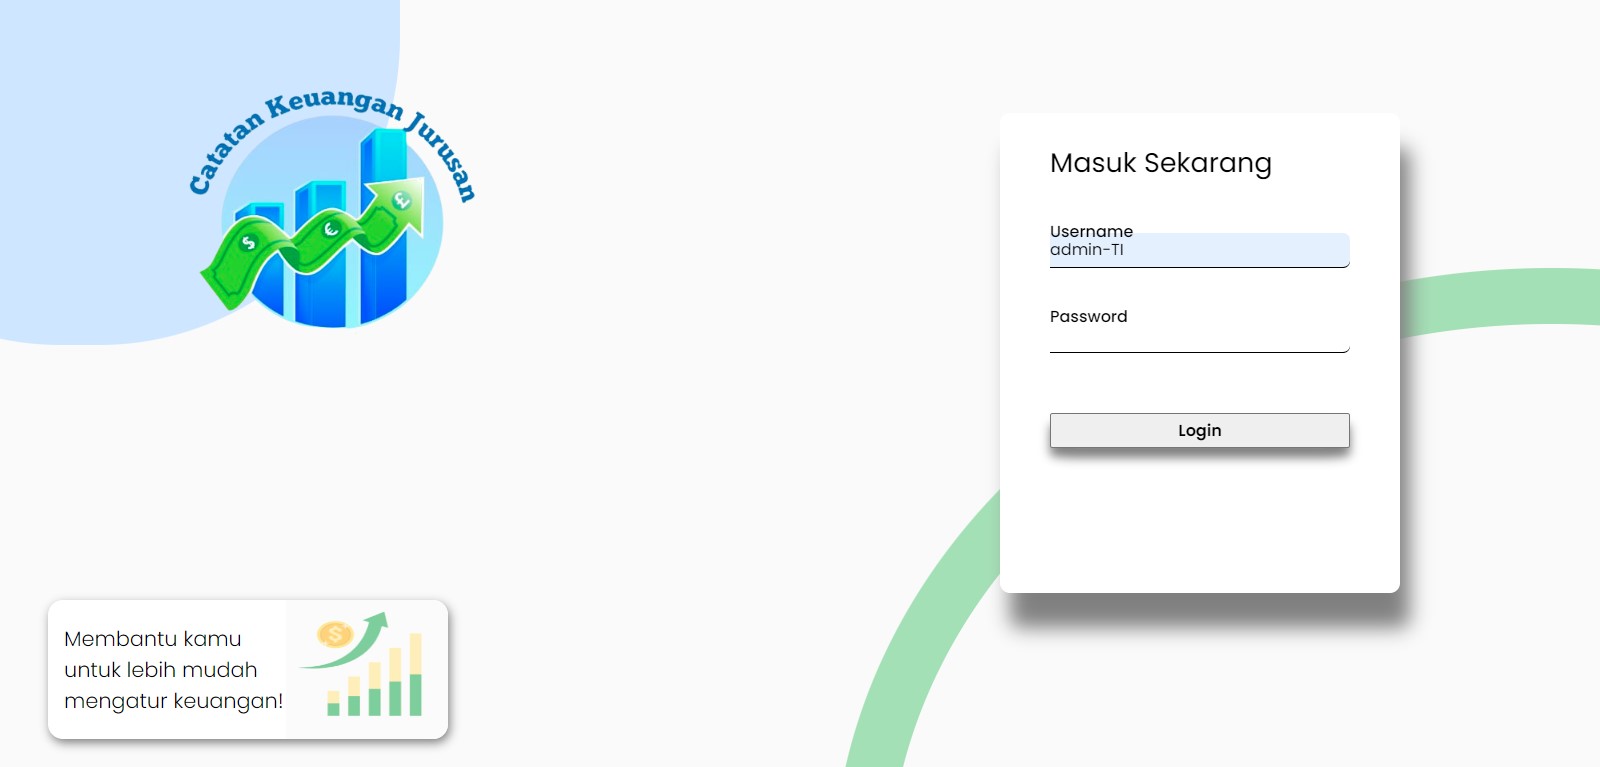 Catatan Keuangan Jurusan
$
€
£
Masuk Sekarang
Username
admin-TI
Password
Login
Membantu kamu
untuk lebih mudah
mengatur keuangan!
$